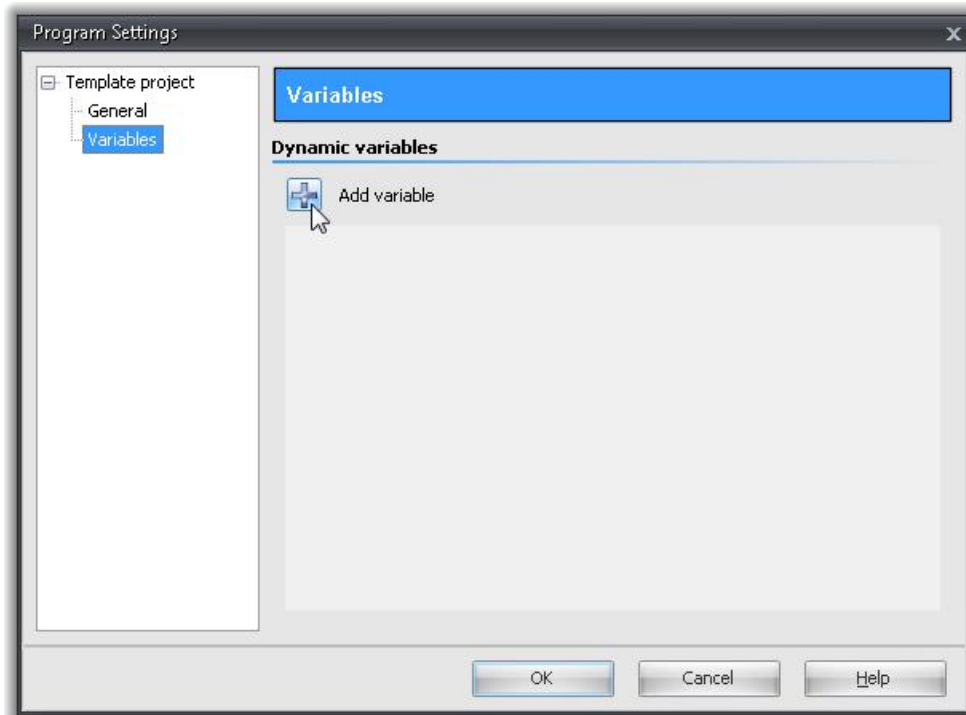 Program Settings
x
Template project
General
Variables
Variables
Dynamic variables
Add variable
OK
Cancel
Help